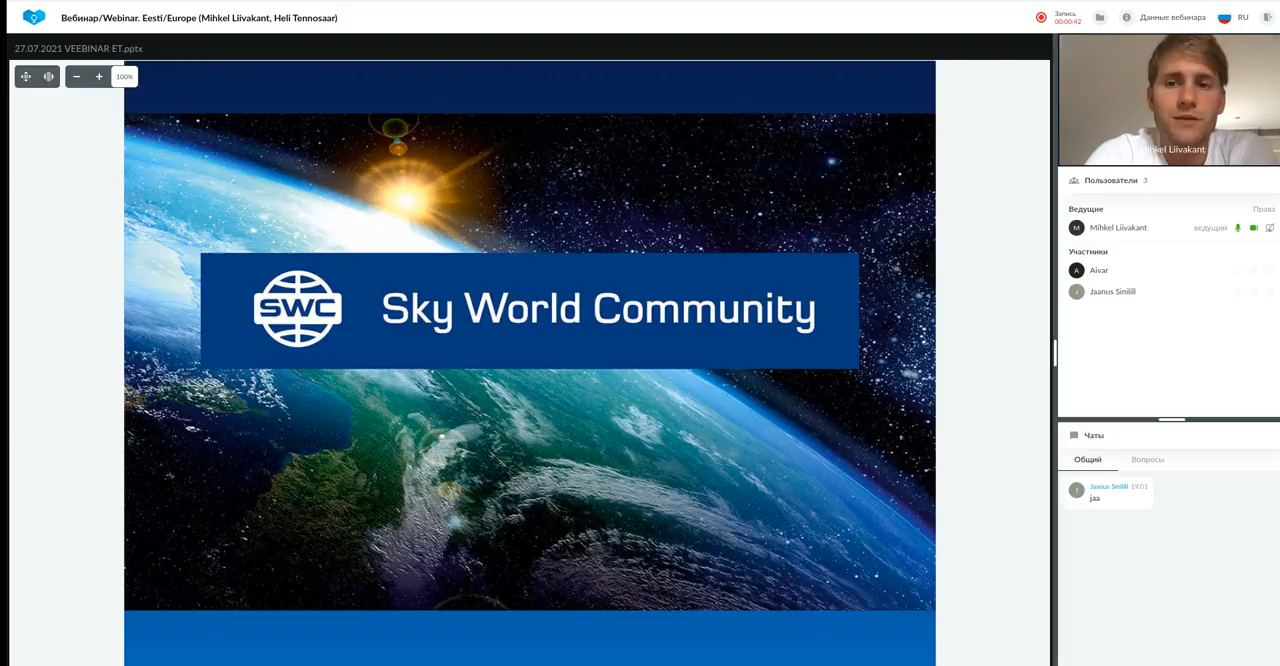 Вебинар/Webinar. Eesti/Europe (Mihkel Liivakant, Heli Tennosaar)
Запись
00:00:42
Данные вебинара
RU
27.07.2021 VEEBINAR ET.pptx
100%
SWC Sky World Community
Mihkel Liivakant
Пользователи 3
Ведущие Права
M Mihkel Liivakant ведущий
Участники
A Aivar
J Jaanus Sinilill
Чаты
Общий Вопросы
J Jaanus Sinilill 19:01
jaa